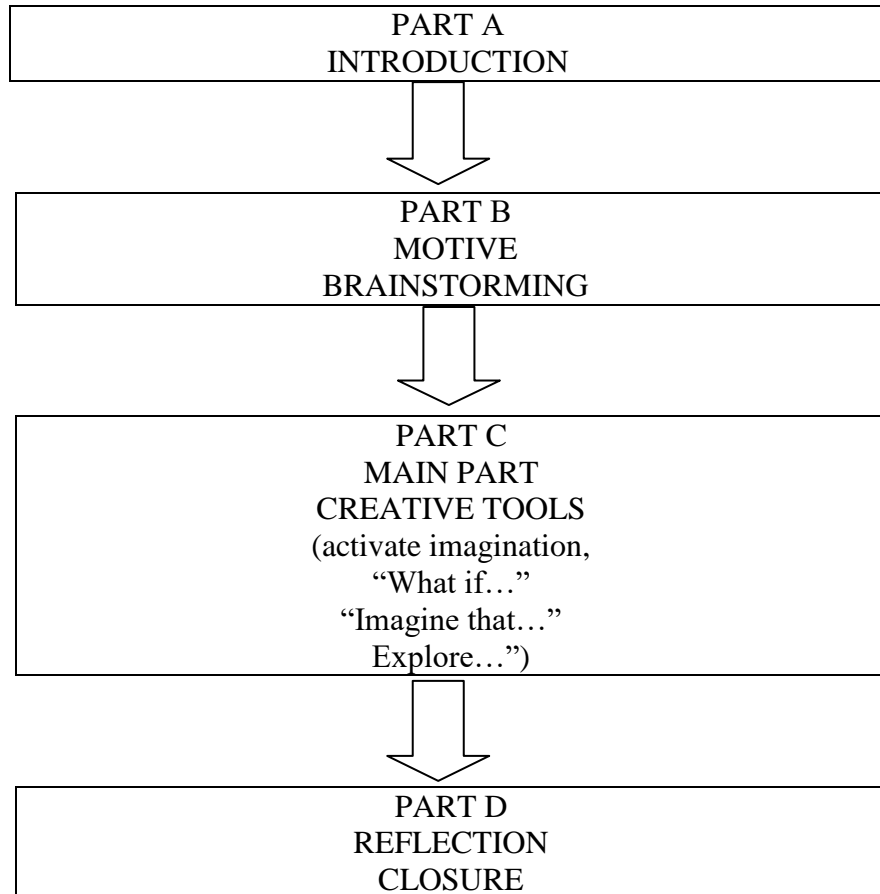 PART A
INTRODUCTION
PART B
MOTIVE
BRAINSTORMING
PART C
MAIN PART
CREATIVE TOOLS
(activate imagination,
“What if…”
“Imagine that…”
Explore…”)
PART D
REFLECTION
CLOSURE